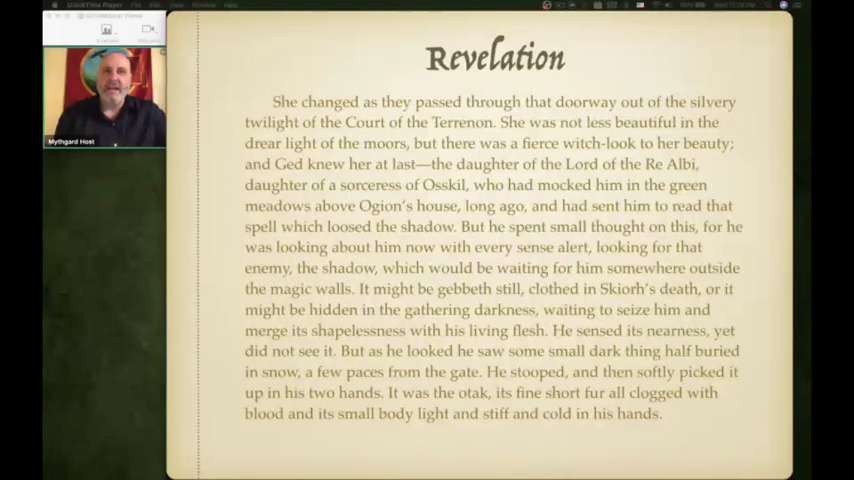 QuickTime Player
Mythgard Host
Revelation
She changed as they passed through that doorway out of the silvery
twilight of the Court of the Terrenon. She was not less beautiful in the
drear light of the moors, but there was a fierce witch-look to her beauty;
and Ged knew her at last—the daughter of the Lord of the Re Albi,
daughter of a sorceress of Osskil, who had mocked him in the green
meadows above Ogion's house, long ago, and had sent him to read that
spell which loosed the shadow. But he spent small thought on this, for he
was looking about him now with every sense alert, looking for that
enemy, the shadow, which would be waiting for him somewhere outside
the magic walls. It might be gebbeth still, clothed in Skiorh's death, or it
might be hidden in the gathering darkness, waiting to seize him and
merge its shapelessness with his living flesh. He sensed its nearness, yet
did not see it. But as he looked he saw some small dark thing half buried
in snow, a few paces from the gate. He stooped, and then softly picked it
up in his two hands. It was the otak, its fine short fur all clogged with
blood and its small body light and stiff and cold in his hands.